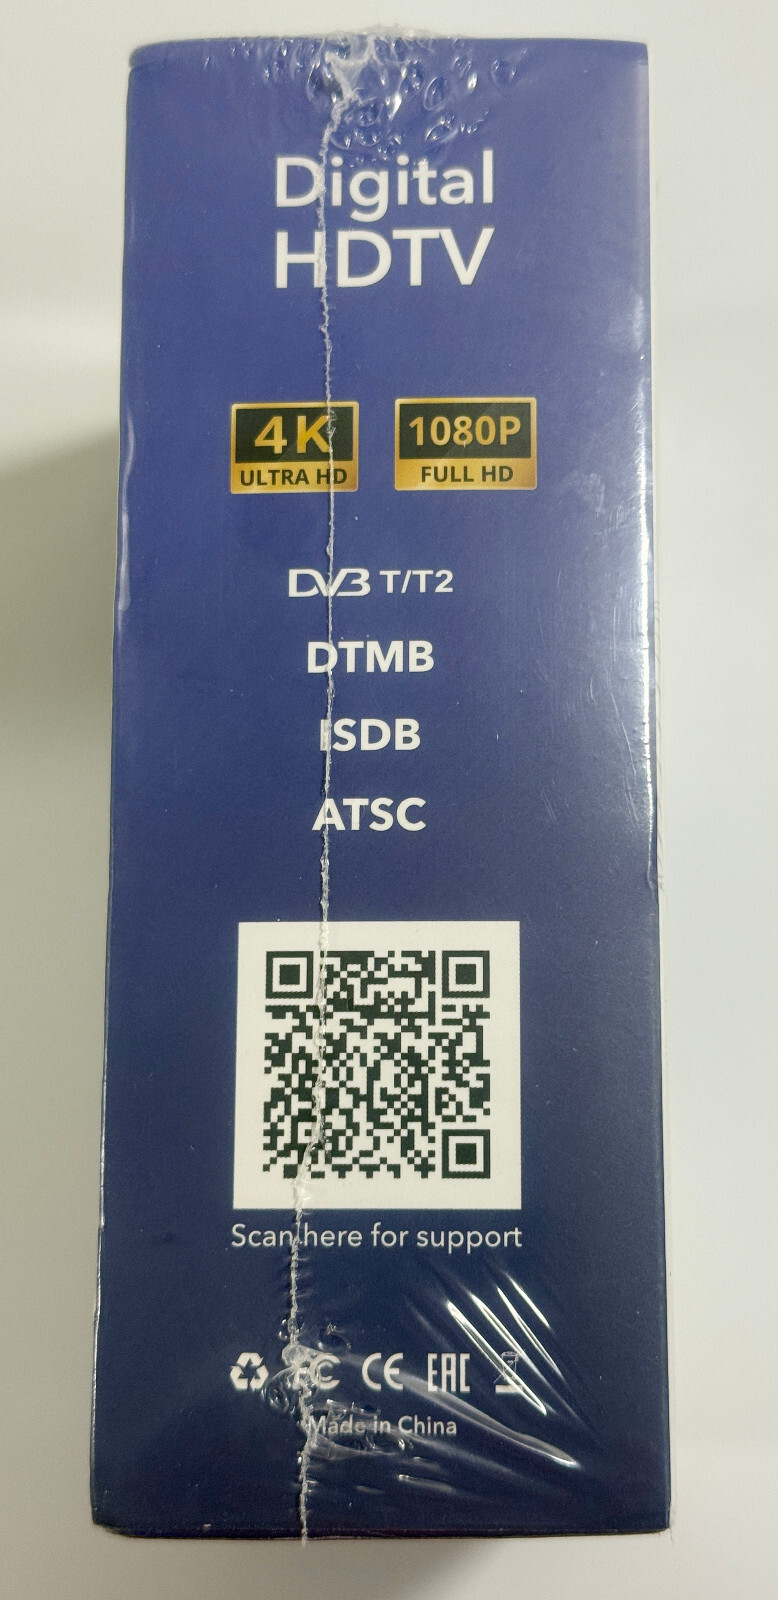 Digital
HDTV
4K 1080P
ULTRA HD FULL HD
DVB T/T2
DTMB
ISDB
ATSC
Scan here for support
FC CE EAC
Made in China